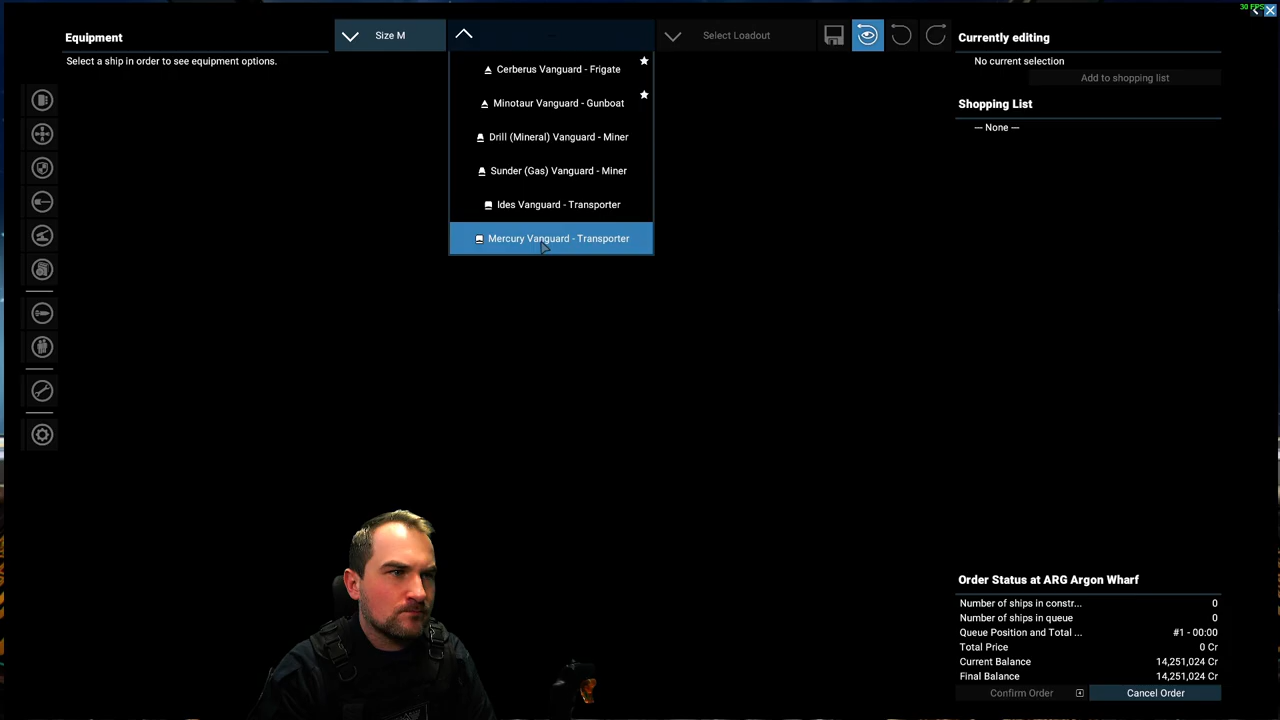 30 FPS
Equipment
Select a ship in order to see equipment options.
Size M
Select Loadout
Cerberus Vanguard - Frigate
Minotaur Vanguard - Gunboat
Drill (Mineral) Vanguard - Miner
Sunder (Gas) Vanguard - Miner
Ides Vanguard - Transporter
Mercury Vanguard - Transporter
Currently editing
No current selection
Add to shopping list
Shopping List
— None —
Order Status at ARG Argon Wharf
Number of ships in constr... 0
Number of ships in queue 0
Queue Position and Total ... #1 - 00:00
Total Price 0 Cr
Current Balance 14,251,024 Cr
Final Balance 14,251,024 Cr
Confirm Order
Cancel Order